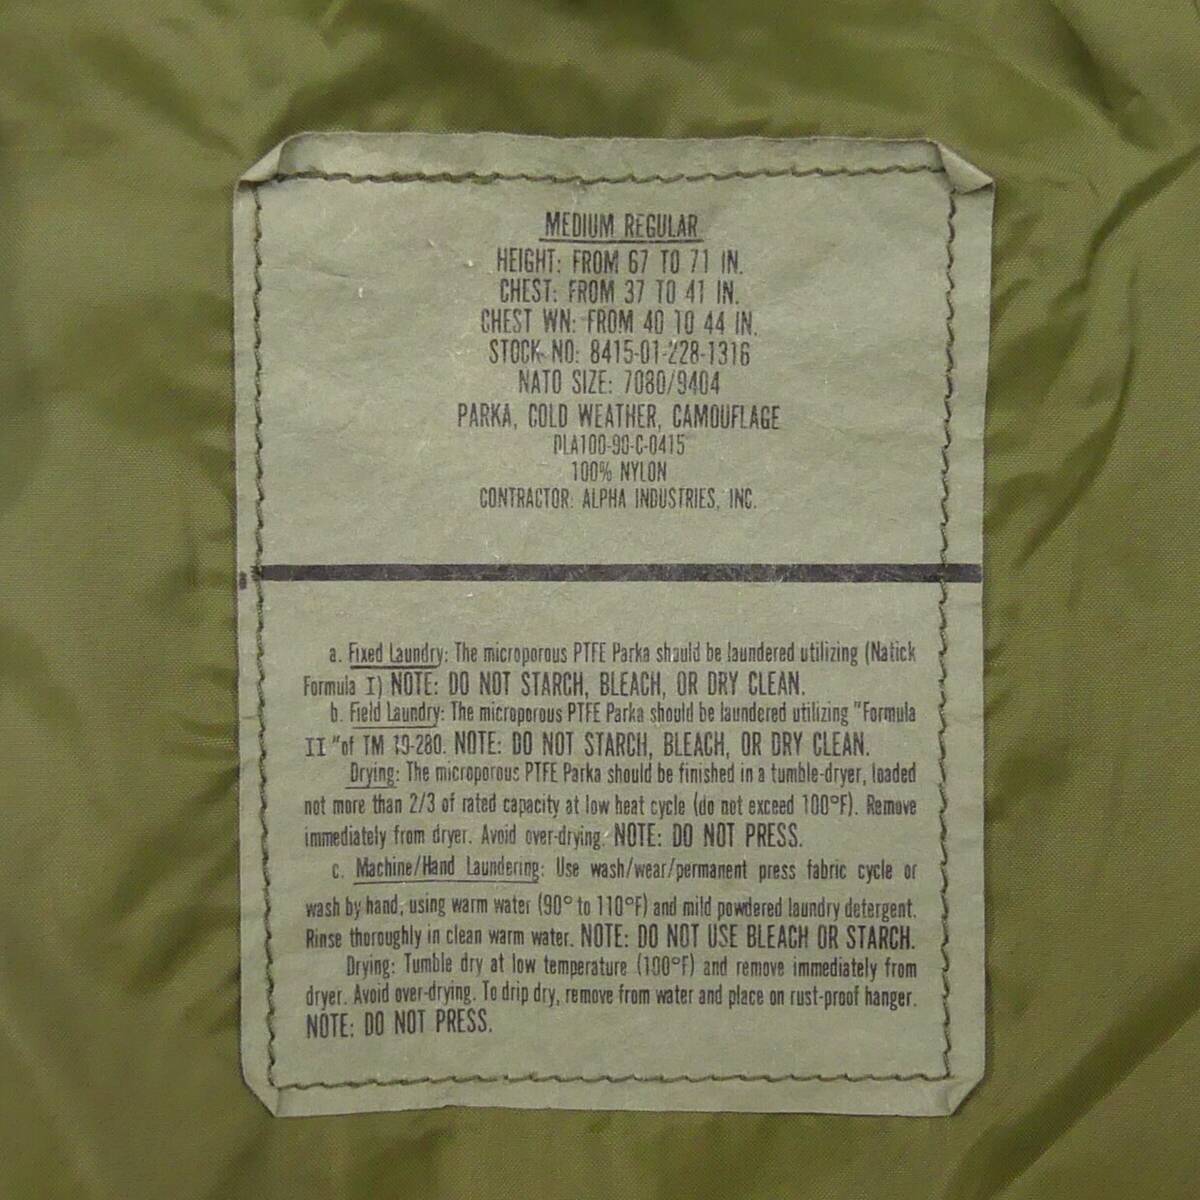 MEDIUM REGULAR
HEIGHT: FROM 67 TO 71 IN.
CHEST: FROM 37 TO 41 IN.
CHEST WN: FROM 40 TO 44 IN.
STOCK NO: 8415-01-228-1316
NATO SIZE: 7080/9404
PARKA, COLD WEATHER, CAMOUFLAGE
DLA100-90-C-0415
100% NYLON
CONTRACTOR: ALPHA INDUSTRIES, INC.
a. Fixed Laundry: The microporous PTFE Parka should be laundered utilizing (Natick
Formula I) NOTE: DO NOT STARCH, BLEACH, OR DRY CLEAN.
b. Field Laundry: The microporous PTFE Parka should be laundered utilizing "Formula
II "of TM 10-280. NOTE: DO NOT STARCH, BLEACH, OR DRY CLEAN.
Drying: The microporous PTFE Parka should be finished in a tumble-dryer, loaded
not more than 2/3 of rated capacity at low heat cycle (do not exceed 100°F). Remove
immediately from dryer. Avoid over-drying. NOTE: DO NOT PRESS.
c. Machine/Hand Laundering: Use wash/wear/permanent press fabric cycle or
wash by hand, using warm water (90° to 110°F) and mild powdered laundry detergent.
Rinse thoroughly in clean warm water. NOTE: DO NOT USE BLEACH OR STARCH.
Drying: Tumble dry at low temperature (100°F) and remove immediately from
dryer. Avoid over-drying. To drip dry, remove from water and place on rust-proof hanger.
NOTE: DO NOT PRESS.